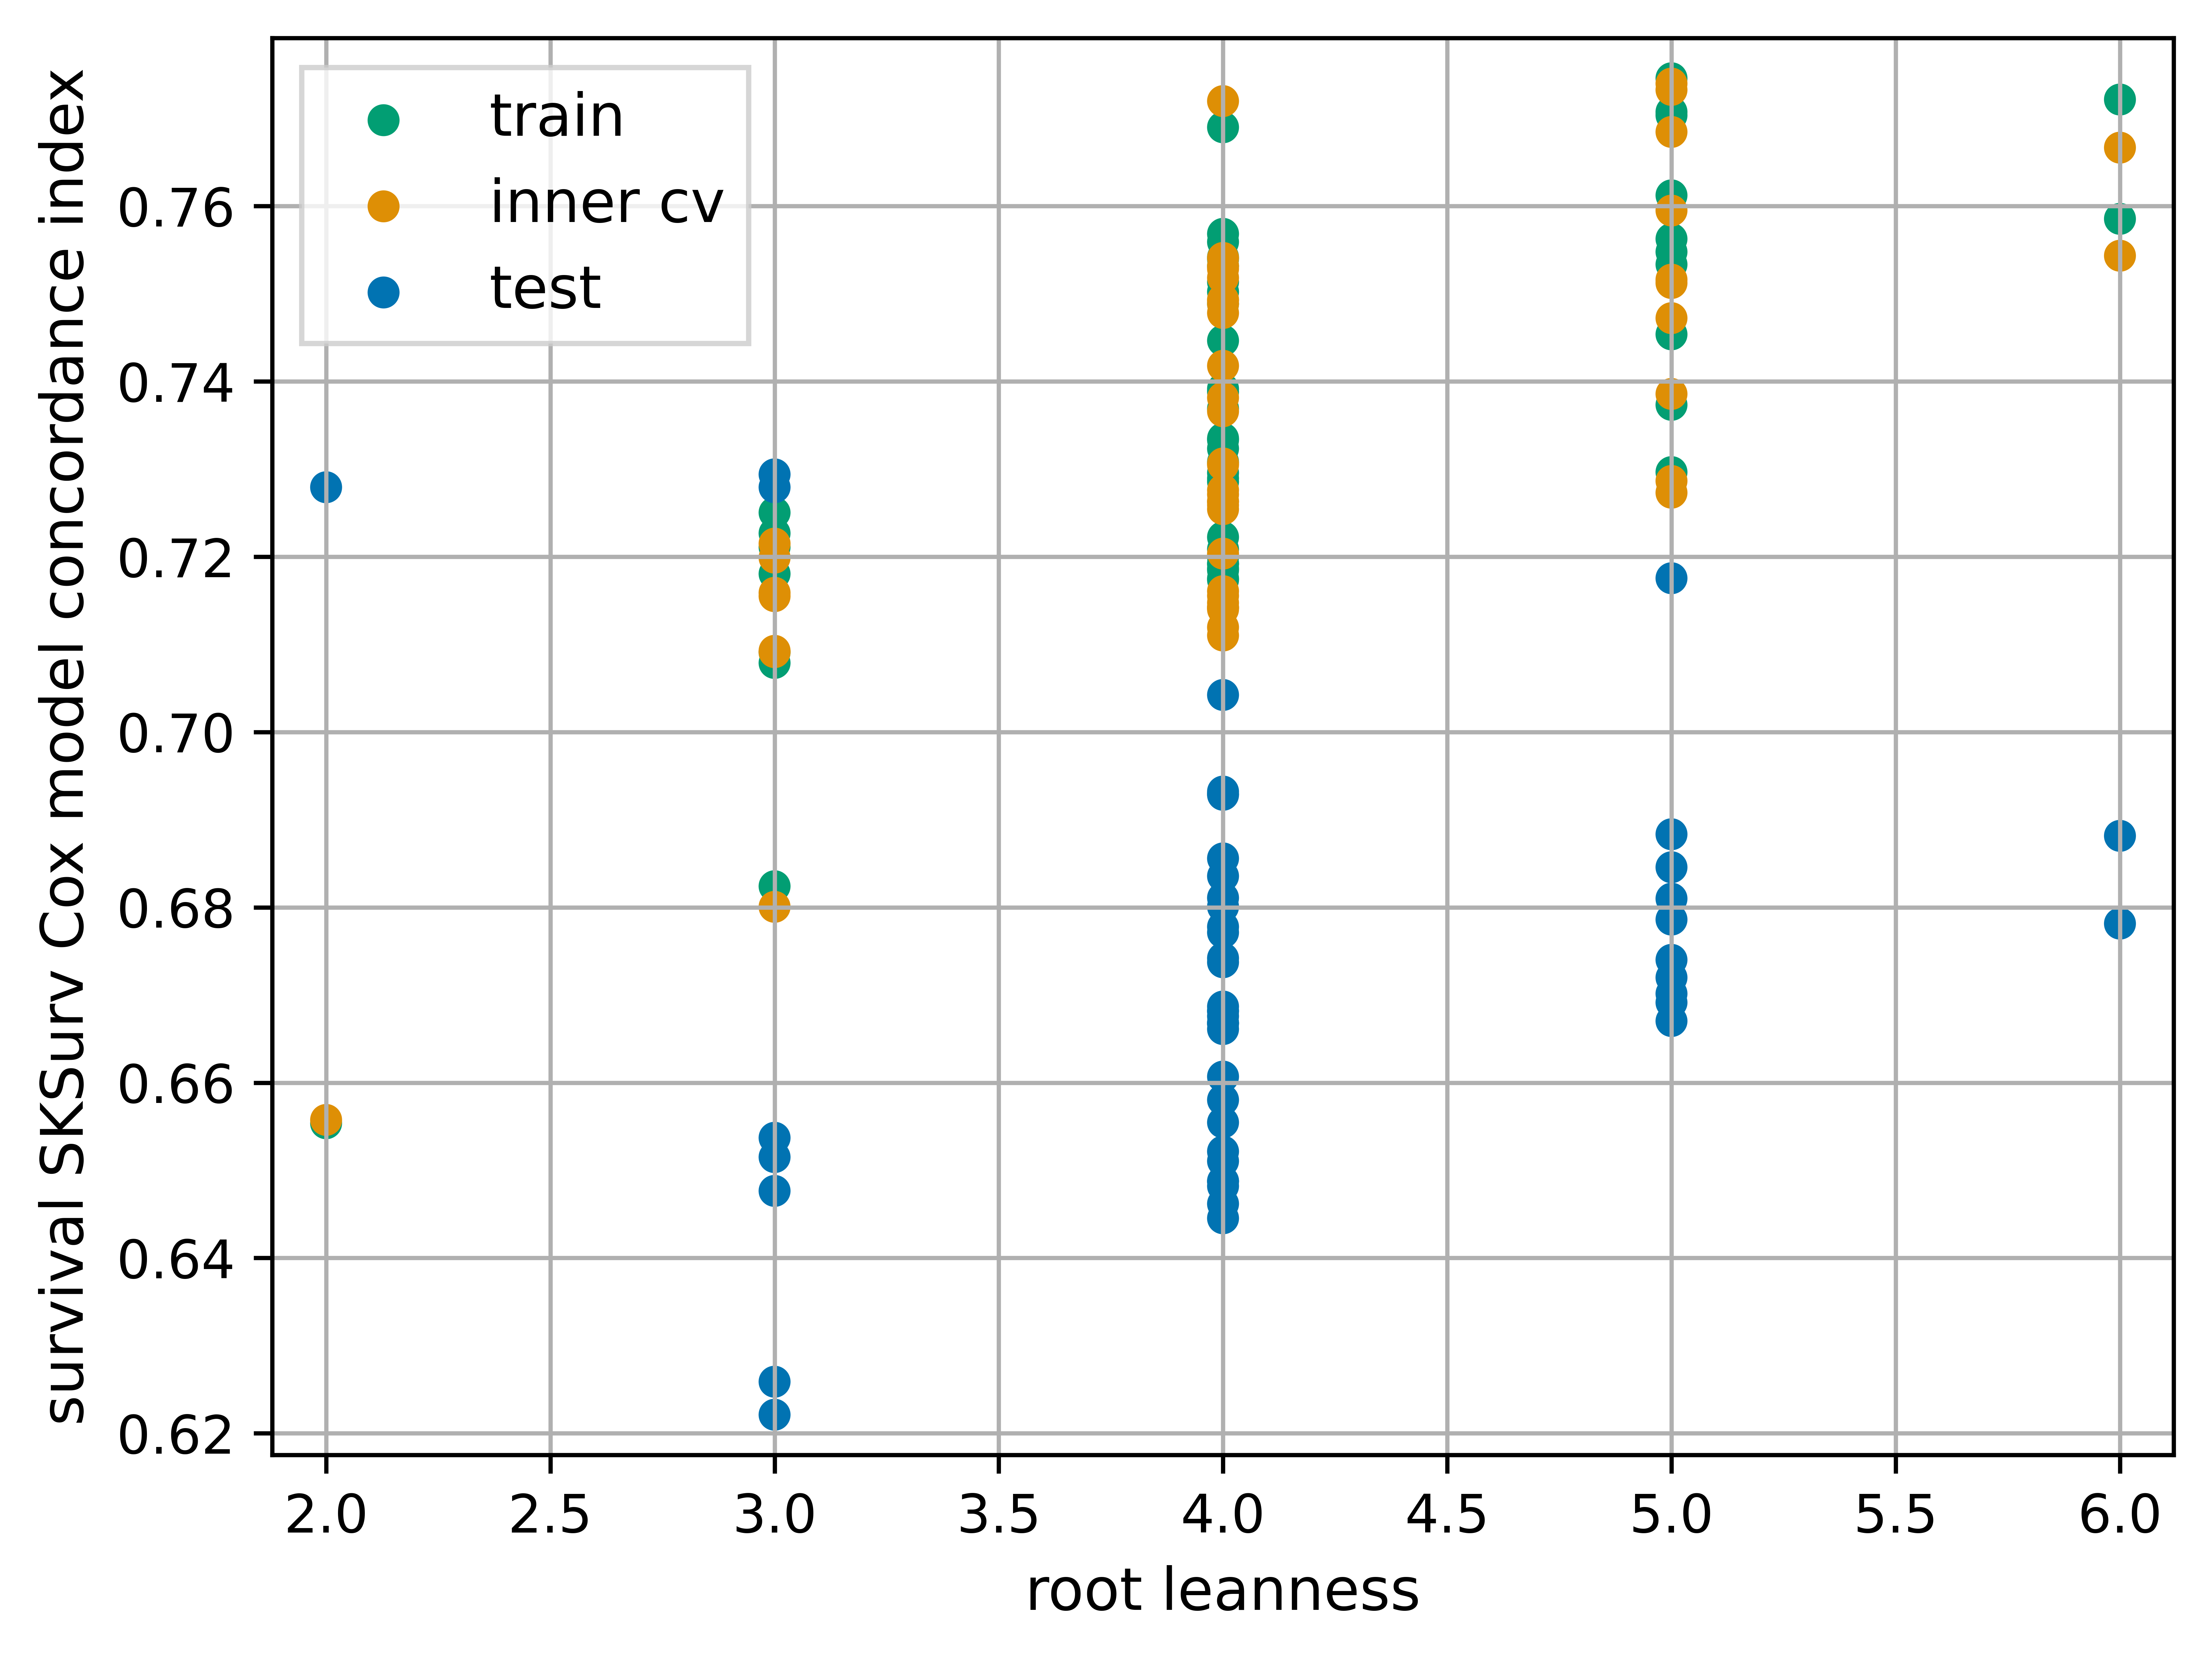 survival SKSurv Cox model concordance index
train
inner cv
test
0.76
0.74
0.72
0.70
0.68
0.66
0.64
0.62
2.0 2.5 3.0 3.5 4.0 4.5 5.0 5.5 6.0
root leanness